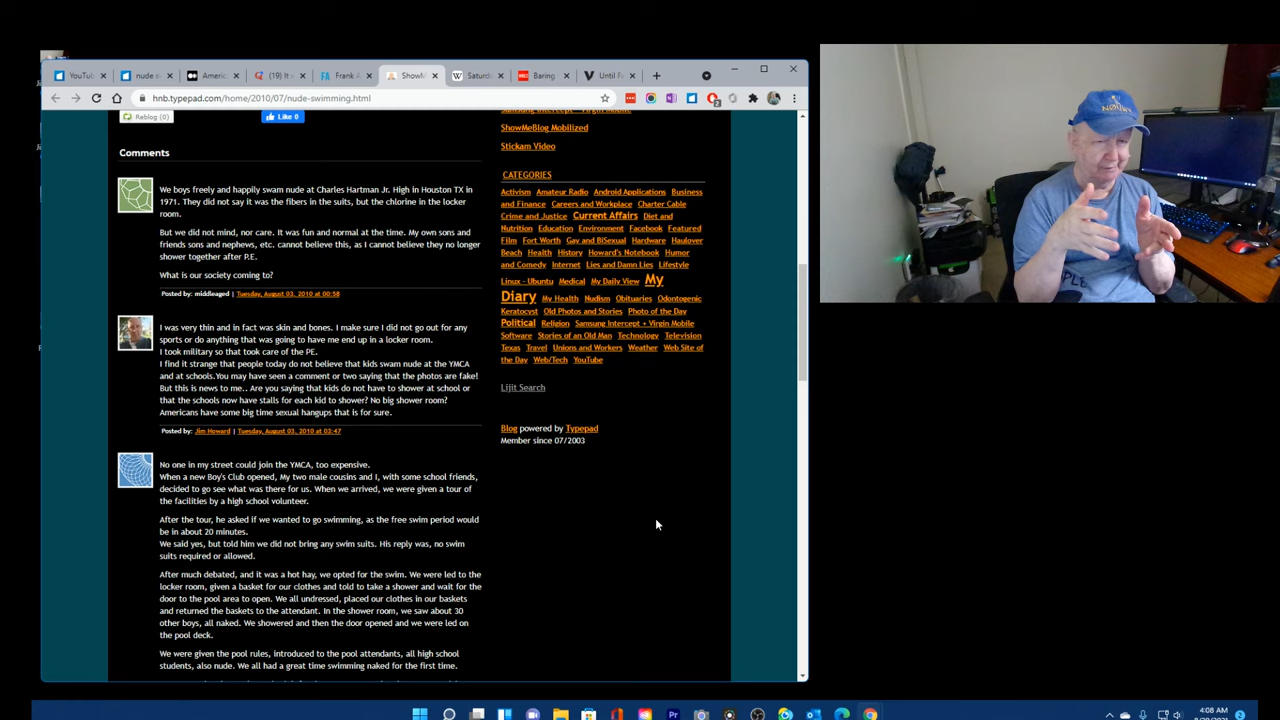 YouTub
nude s
Americ
(19) It
Frank A
ShowM
Saturda
Baring
Until Fe
hnb.typepad.com/home/2010/07/nude-swimming.html
Samsung Intercept - Virgin Mobile
Reblog (0)
Like 0
ShowMeBlog Mobilized
Stickam Video
Comments
We boys freely and happily swam nude at Charles Hartman Jr. High in Houston TX in
1971. They did not say it was the fibers in the suits, but the chlorine in the locker
room.
But we did not mind, nor care. It was fun and normal at the time. My own sons and
friends sons and nephews, etc. cannot believe this, as I cannot believe they no longer
shower together after P.E.
What is our society coming to?
Posted by: middleaged | Tuesday, August 03, 2010 at 00:58
I was very thin and in fact was skin and bones. I make sure I did not go out for any
sports or do anything that was going to have me end up in a locker room.
I took military so that took care of the PE.
I find it strange that people today do not believe that kids swam nude at the YMCA
and at schools.You may have seen a comment or two saying that the photos are fake!
But this is news to me.. Are you saying that kids do not have to shower at school or
that the schools now have stalls for each kid to shower? No big shower room?
Americans have some big time sexual hangups that is for sure.
Posted by: Jim Howard | Tuesday, August 03, 2010 at 03:47
No one in my street could join the YMCA, too expensive.
When a new Boy's Club opened, My two male cousins and I, with some school friends,
decided to go see what was there for us. When we arrived, we were given a tour of
the facilities by a high school volunteer.
After the tour, he asked if we wanted to go swimming, as the free swim period would
be in about 20 minutes.
We said yes, but told him we did not bring any swim suits. His reply was, no swim
suits required or allowed.
After much debated, and it was a hot hay, we opted for the swim. We were led to the
locker room, given a basket for our clothes and told to take a shower and wait for the
door to the pool area to open. We all undressed, placed our clothes in our baskets
and returned the baskets to the attendant. In the shower room, we saw about 30
other boys, all naked. We showered and then the door opened and we were led on
the pool deck.
We were given the pool rules, introduced to the pool attendants, all high school
students, also nude. We all had a great time swimming naked for the first time.
CATEGORIES
Activism Amateur Radio Android Applications Business
and Finance Careers and Workplace Charter Cable
Crime and Justice Current Affairs Diet and
Nutrition Education Environment Facebook Featured
Film Fort Worth Gay and BiSexual Hardware Haulover
Beach Health History Howard's Notebook Humor
and Comedy Internet Lies and Damn Lies Lifestyle
Linux - Ubuntu Medical My Daily View My
Diary My Health Nudism Obituaries Odontogenic
Keratocyst Old Photos and Stories Photo of the Day
Political Religion Samsung Intercept + Virgin Mobile
Software Stories of an Old Man Technology Television
Texas Travel Unions and Workers Weather Web Site of
the Day Web/Tech YouTube
Lijit Search
Blog powered by Typepad
Member since 07/2003
4:08 AM